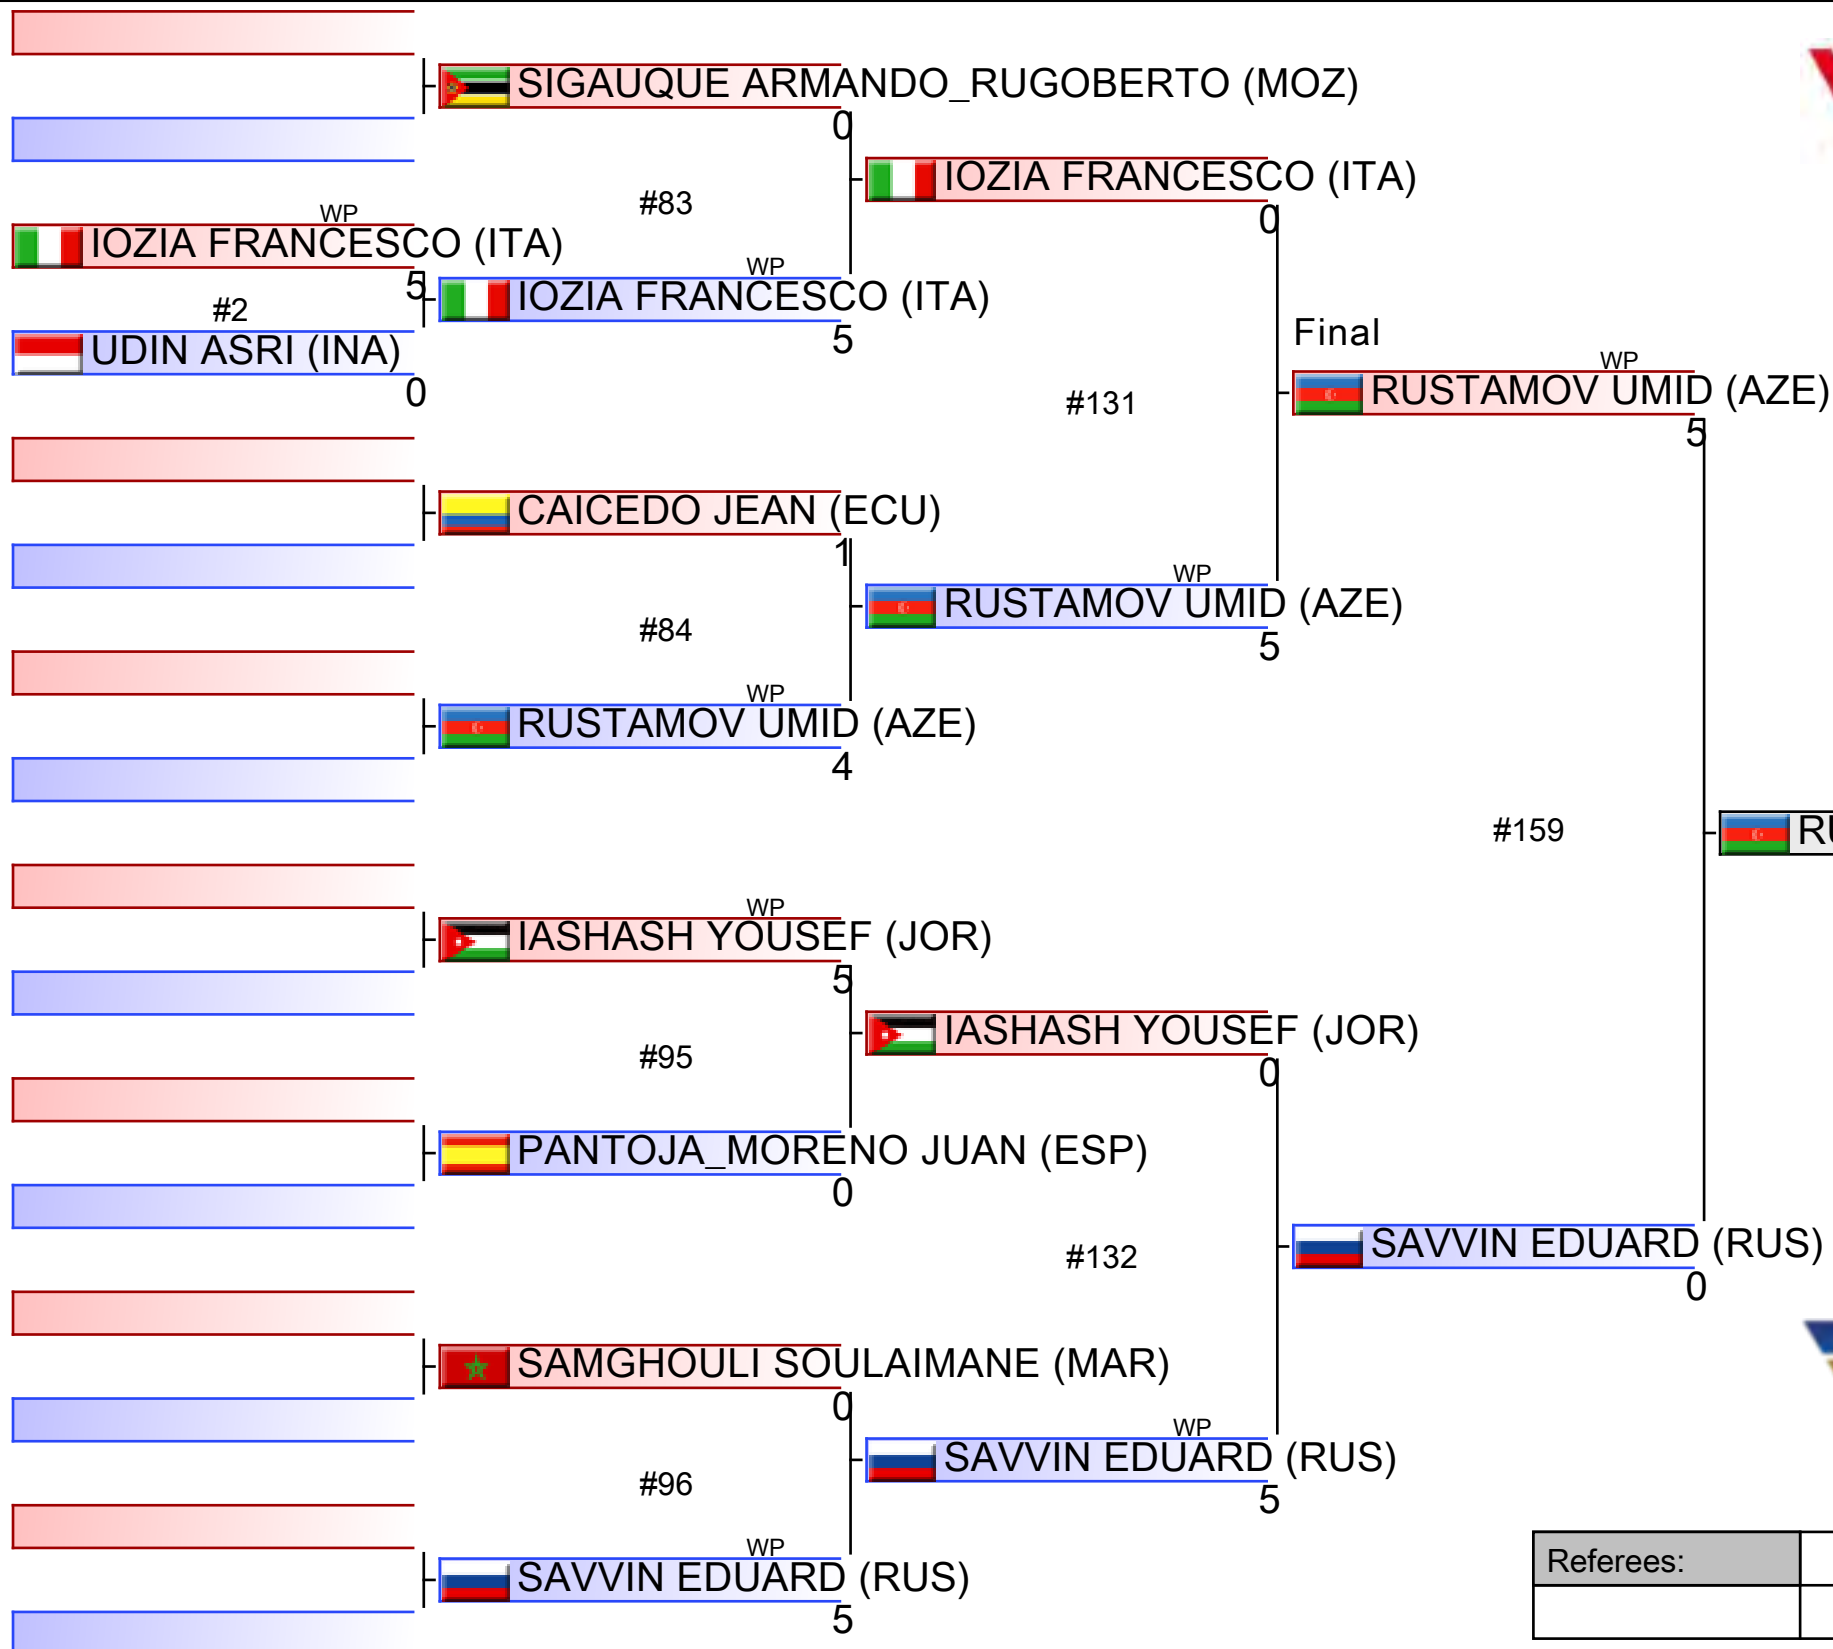 SIGAUQUE ARMANDO_RUGOBERTO (MOZ)
0
IOZIA FRANCESCO (ITA)
0
#83
WP
IOZIA FRANCESCO (ITA)
5
#2
UDIN ASRI (INA)
0
WP
IOZIA FRANCESCO (ITA)
5
Final
WP
RUSTAMOV UMID (AZE)
5
#131
CAICEDO JEAN (ECU)
1
WP
RUSTAMOV UMID (AZE)
5
#84
WP
RUSTAMOV UMID (AZE)
4
#159
RU
WP
IASHASH YOUSEF (JOR)
5
IASHASH YOUSEF (JOR)
0
#95
PANTOJA_MORENO JUAN (ESP)
0
#132
SAVVIN EDUARD (RUS)
0
SAMGHOULI SOULAIMANE (MAR)
0
WP
SAVVIN EDUARD (RUS)
5
#96
WP
SAVVIN EDUARD (RUS)
5
Referees: